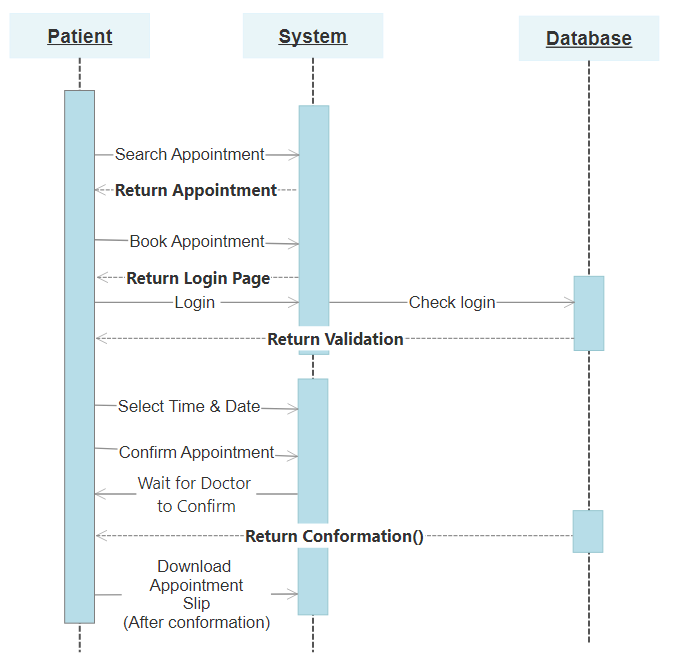 Patient
System
Database
Search Appointment
Return Appointment
Book Appointment
Return Login Page
Login
Check login
Return Validation
Select Time & Date
Confirm Appointment
Wait for Doctor
to Confirm
Return Conformation()
Download
Appointment
Slip
(After conformation)